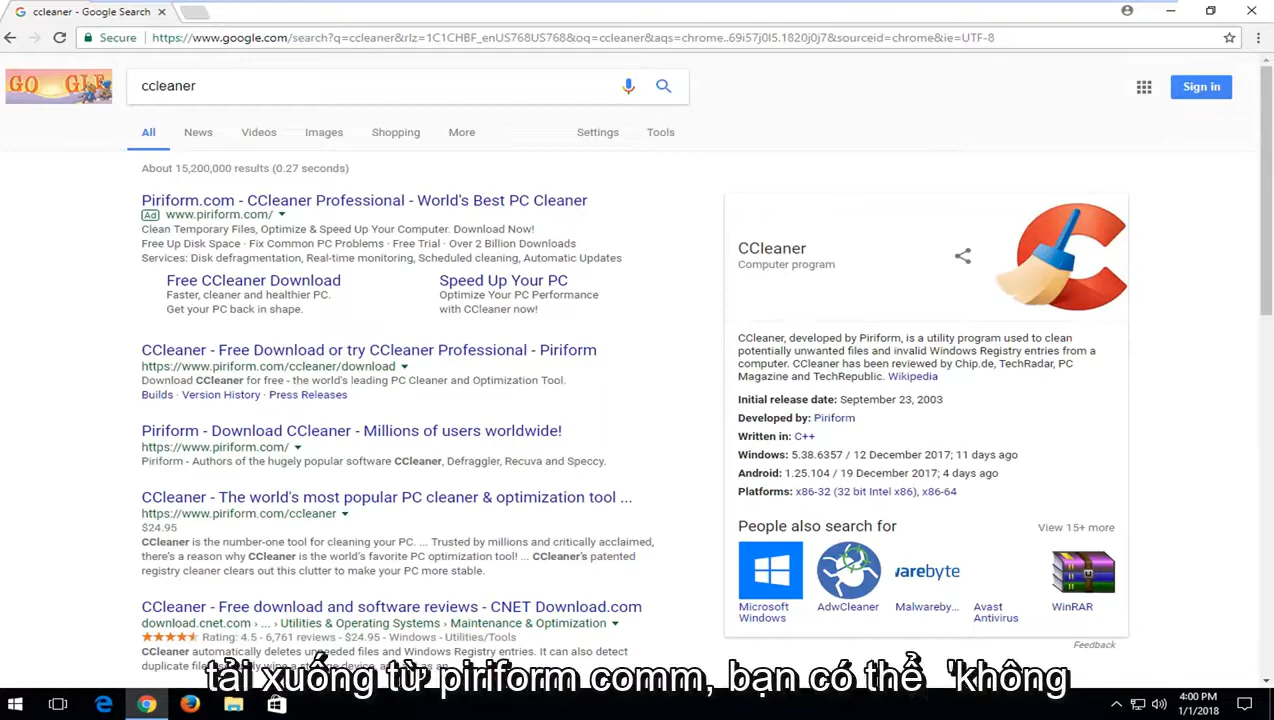 ccleaner - Google Search
Secure https://www.google.com/search?q=ccleaner&rlz=1C1CHBF_enUS768US768&oq=ccleaner&aqs=chrome..69i57j0l5.1820j0j7&sourceid=chrome&ie=UTF-8
ccleaner
Sign in
All News Videos Images Shopping More Settings Tools
About 15,200,000 results (0.27 seconds)
Piriform.com - CCleaner Professional - World's Best PC Cleaner
Ad www.piriform.com/
Clean Temporary Files, Optimize & Speed Up Your Computer. Download Now!
Free Up Disk Space · Fix Common PC Problems · Free Trial · Over 2 Billion Downloads
Services: Disk defragmentation, Real-time monitoring, Scheduled cleaning, Automatic Updates
Free CCleaner Download
Faster, cleaner and healthier PC.
Get your PC back in shape.
Speed Up Your PC
Optimize Your PC Performance
with CCleaner now!
CCleaner - Free Download or try CCleaner Professional - Piriform
https://www.piriform.com/ccleaner/download
Download CCleaner for free - the world's leading PC Cleaner and Optimization Tool.
Builds · Version History · Press Releases
Piriform - Download CCleaner - Millions of users worldwide!
https://www.piriform.com/
Piriform - Authors of the hugely popular software CCleaner, Defraggler, Recuva and Speccy.
CCleaner - The world's most popular PC cleaner & optimization tool ...
https://www.piriform.com/ccleaner
$24.95
CCleaner is the number-one tool for cleaning your PC. ... Trusted by millions and critically acclaimed,
there's a reason why CCleaner is the world's favorite PC optimization tool! ... CCleaner's patented
registry cleaner clears out this clutter to make your PC more stable.
CCleaner - Free download and software reviews - CNET Download.com
download.cnet.com › ... › Utilities & Operating Systems › Maintenance & Optimization
Rating: 4.5 - 6,761 reviews - $24.95 - Windows - Utilities/Tools
CCleaner automatically deletes unneeded files and Windows Registry entries. It can also detect
duplicate files
CCleaner
Computer program
CCleaner, developed by Piriform, is a utility program used to clean
potentially unwanted files and invalid Windows Registry entries from a
computer. CCleaner has been reviewed by Chip.de, TechRadar, PC
Magazine and TechRepublic. Wikipedia
Initial release date: September 23, 2003
Developed by: Piriform
Written in: C++
Windows: 5.38.6357 / 12 December 2017; 11 days ago
Android: 1.25.104 / 19 December 2017; 4 days ago
Platforms: x86-32 (32 bit Intel x86), x86-64
People also search for View 15+ more
arebyte
Microsoft
Windows
AdwCleaner
Malwareby...
Avast
Antivirus
WinRAR
Feedback
tải xuống từ piriform comm, bạn có thể 'không
4:00 PM
1/1/2018